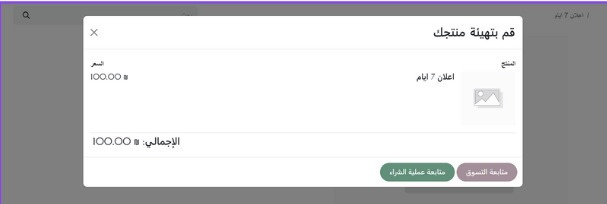 / اعلان 7 ايام
قم بتهيئة منتجك
المنتج
السعر
اعلان 7 ايام
100.00 ₪
الإجمالي: ₪ 100.00
متابعة التسوق
متابعة عملية الشراء